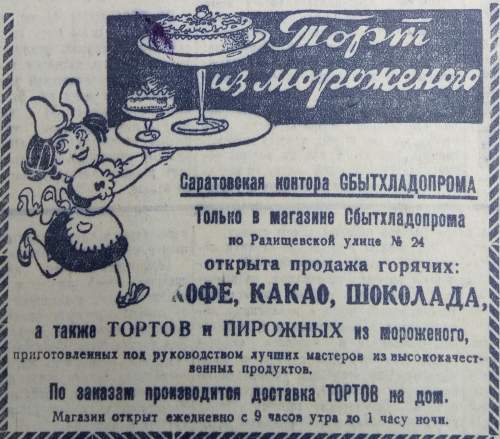 Торт
из мороженого
Саратовская контора СБЫТХЛАДОПРОМА
Только в магазине Сбытхладопрома
по Радищевской улице № 24
открыта продажа горячих:
КОФЕ, КАКАО, ШОКОЛАДА,
а также ТОРТОВ и ПИРОЖНЫХ из мороженого,
приготовленных под руководством лучших мастеров из высококачест-
венных продуктов.
По заказам производится доставка ТОРТОВ на дом.
Магазин открыт ежедневно с 9 часов утра до 1 часу ночи.